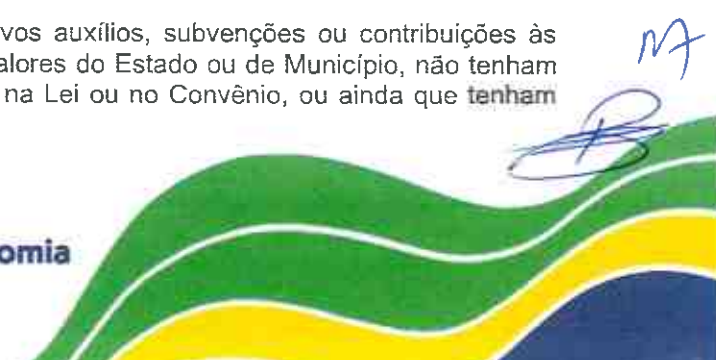 vos auxílios, subvenções ou contribuições às
alores do Estado ou de Município, não tenham
na Lei ou no Convênio, ou ainda que tenham
omia